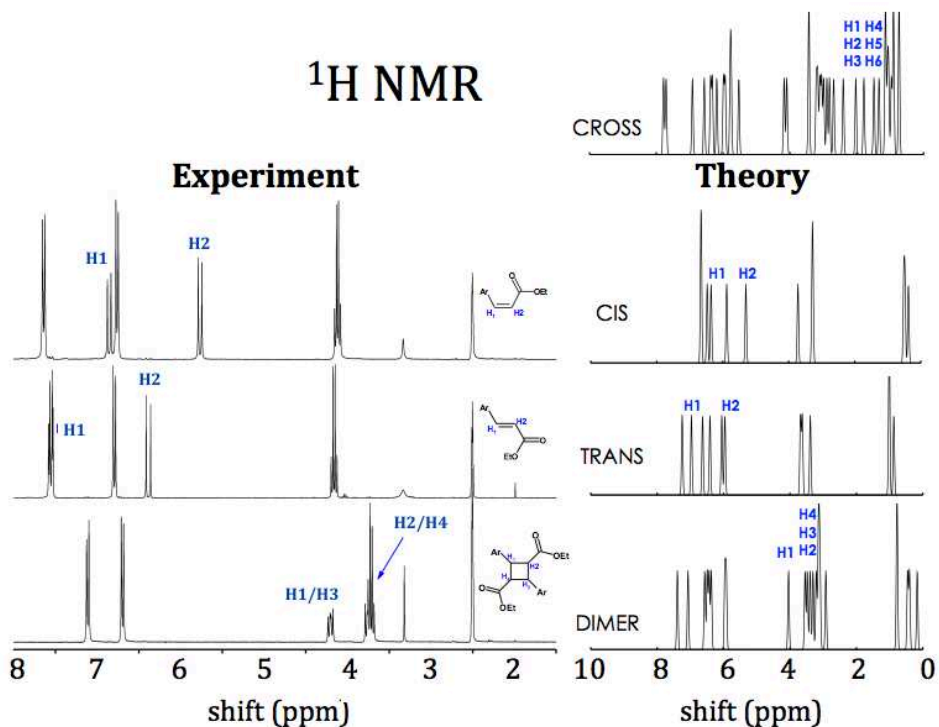 ¹H NMR
Experiment
Theory
H1 H4
H2 H5
H3 H6
CROSS
H1
H2
O
Ar
OEt
H₁ H2
H1 H2
CIS
H2
H1
Ar
H₁ H2
O
EtO
H1 H2
TRANS
H2/H4
H1/H3
OEt
Ar
O
H₁
H2
O
Ar
OEt
H4
H3
H1 H2
DIMER
8 7 6 5 4 3 2
shift (ppm)
10 8 6 4 2 0
shift (ppm)